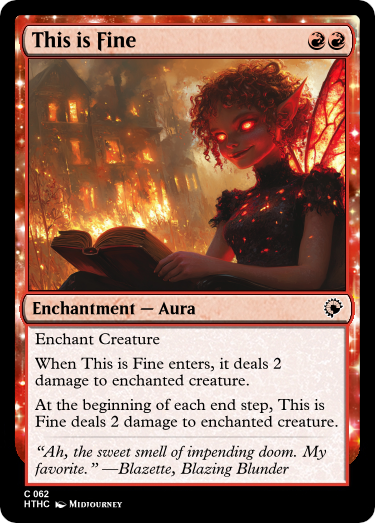 This is Fine
Enchantment — Aura
Enchant Creature
When This is Fine enters, it deals 2
damage to enchanted creature.
At the beginning of each end step, This is
Fine deals 2 damage to enchanted creature.
“Ah, the sweet smell of impending doom. My
favorite.” —Blazette, Blazing Blunder
C 062
HTHC Midjourney